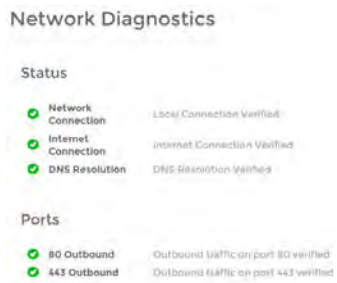 Network Diagnostics
Status
Network
Connection
Local Connection Verified
Internet
Connection
Internet Connection Verified
DNS Resolution
DNS Resolution Verified
Ports
80 Outbound
Outbound traffic on port 80 verified
443 Outbound
Outbound traffic on port 443 verified